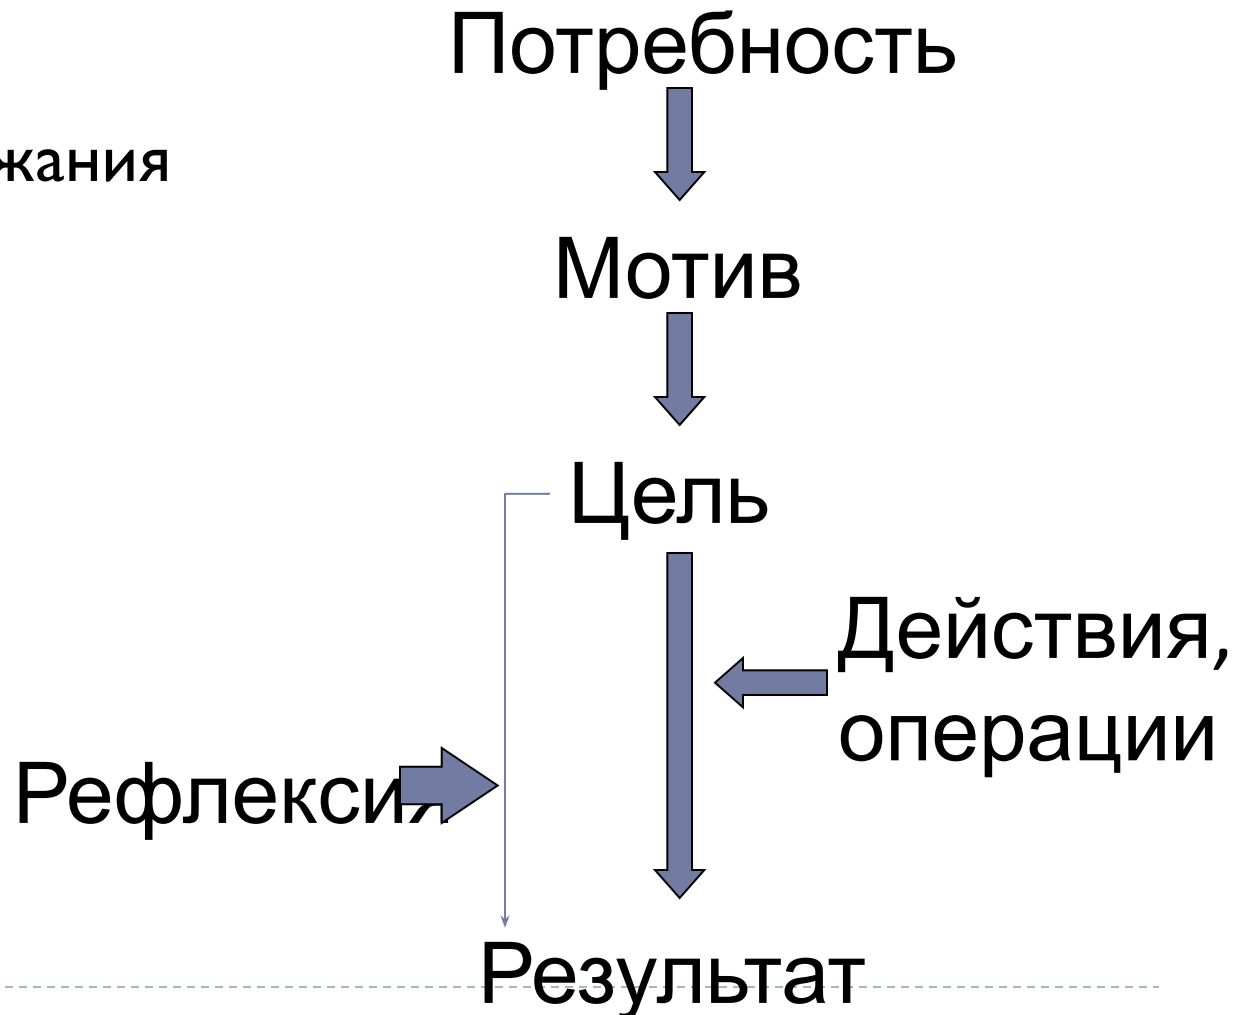 Потребность
жания
Мотив
Цель
Действия,
операции
Рефлексия
Результат